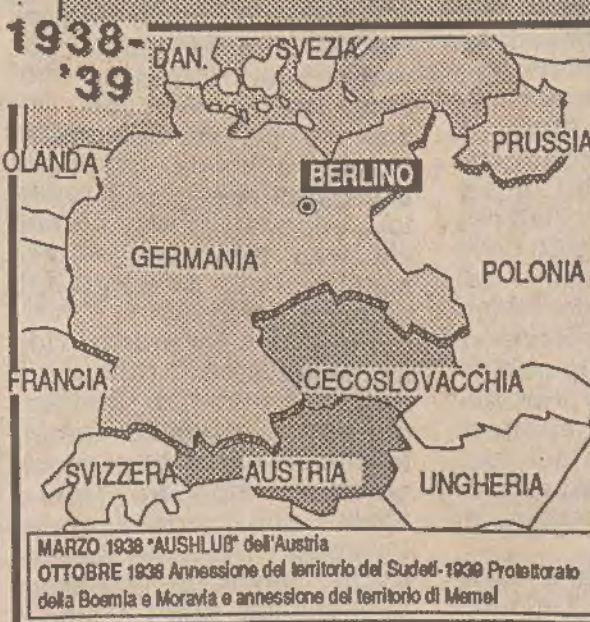 1938-
'39
DAN.
SVEZIA
OLANDA
PRUSSIA
BERLINO
GERMANIA
POLONIA
FRANCIA
CECOSLOVACCHIA
SVIZZERA
AUSTRIA
UNGHERIA
MARZO 1938 "AUSHLUß" dell'Austria
OTTOBRE 1938 Annessione del territorio dei Sudeti-1939 Protettorato
della Boemia e Moravia e annessione del territorio di Memel